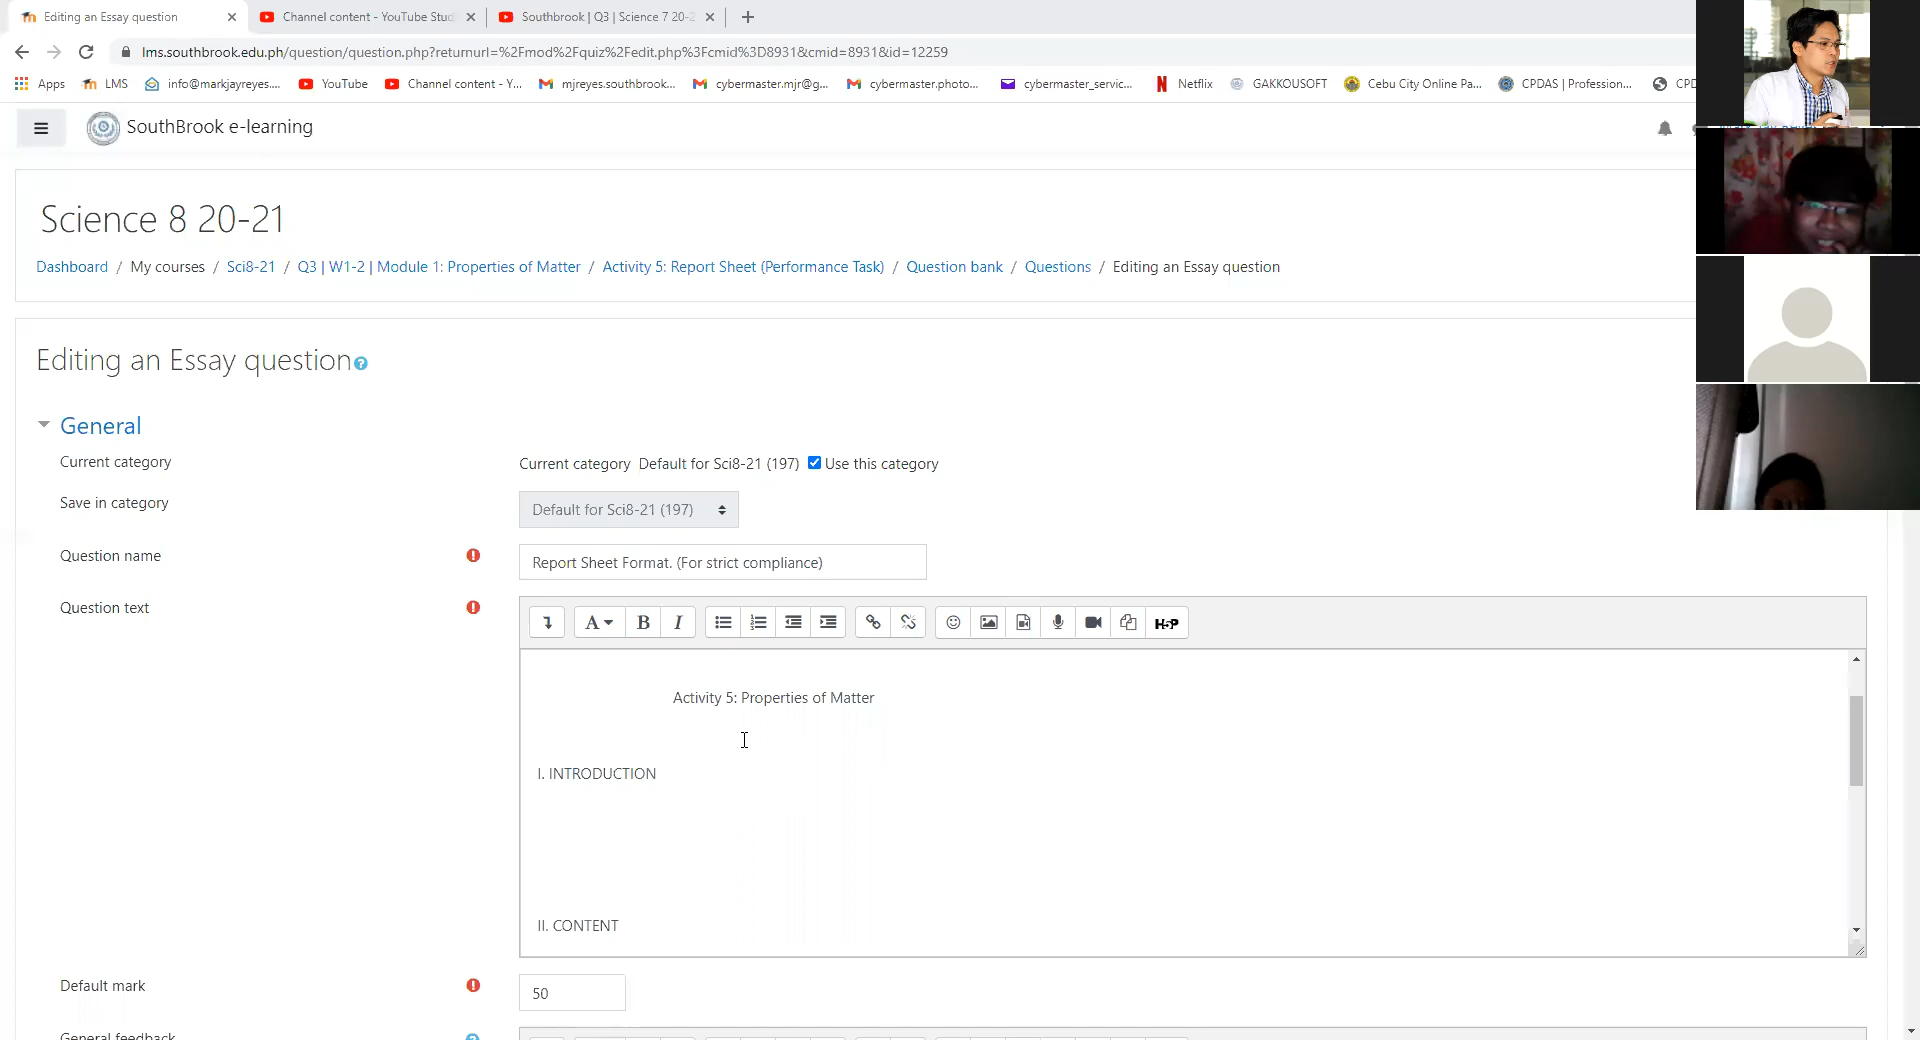 Editing an Essay question
Channel content - YouTube Stud
Southbrook | Q3 | Science 7 20-2
lms.southbrook.edu.ph/question/question.php?returnurl=%2Fmod%2Fquiz%2Fedit.php%3Fcmid%3D8931&cmid=8931&id=12259
Apps LMS info@markjayreyes.... YouTube Channel content - Y... mjreyes.southbrook... cybermaster.mjr@g... cybermaster.photo... cybermaster_servic... Netflix GAKKOUSOFT Cebu City Online Pa... CPDAS | Profession... CPD
SouthBrook e-learning
Science 8 20-21
Dashboard / My courses / Sci8-21 / Q3 | W1-2 | Module 1: Properties of Matter / Activity 5: Report Sheet (Performance Task) / Question bank / Questions / Editing an Essay question
Editing an Essay question
General
Current category Current category Default for Sci8-21 (197) Use this category
Save in category Default for Sci8-21 (197)
Question name Report Sheet Format. (For strict compliance)
Question text
A B I H5P
Activity 5: Properties of Matter
I. INTRODUCTION
II. CONTENT
Default mark 50
General feedback